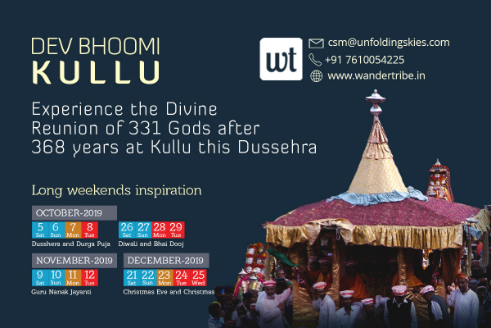 DEV BHOOMI
KULLU
wt
csm@unfoldingskies.com
+91 7610054225
www.wandertribe.in
Experience the Divine
Reunion of 331 Gods after
368 years at Kullu this Dussehra
Long weekends inspiration
OCTOBER-2019
5 6 7 8
Sat Sun Mon Tue
Dusshera and Durga Puja
26 27 28 29
Sat Sun Mon Tue
Diwali and Bhai Dooj
NOVEMBER-2019
9 10 11 12
Sat Sun Mon Tue
Guru Nanak Jayanti
DECEMBER-2019
21 22 23 24 25
Sat Sun Mon Tue Wed
Christmas Eve and Christmas